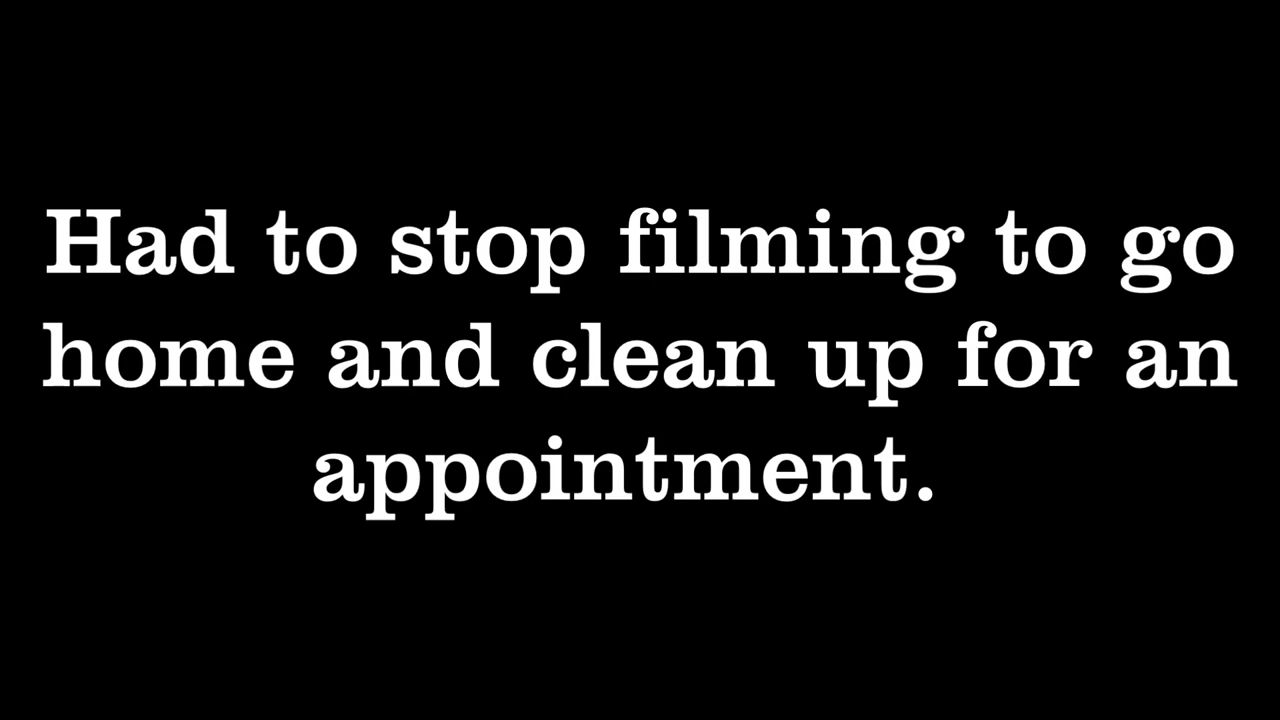 Had to stop filming to go
home and clean up for an
appointment.